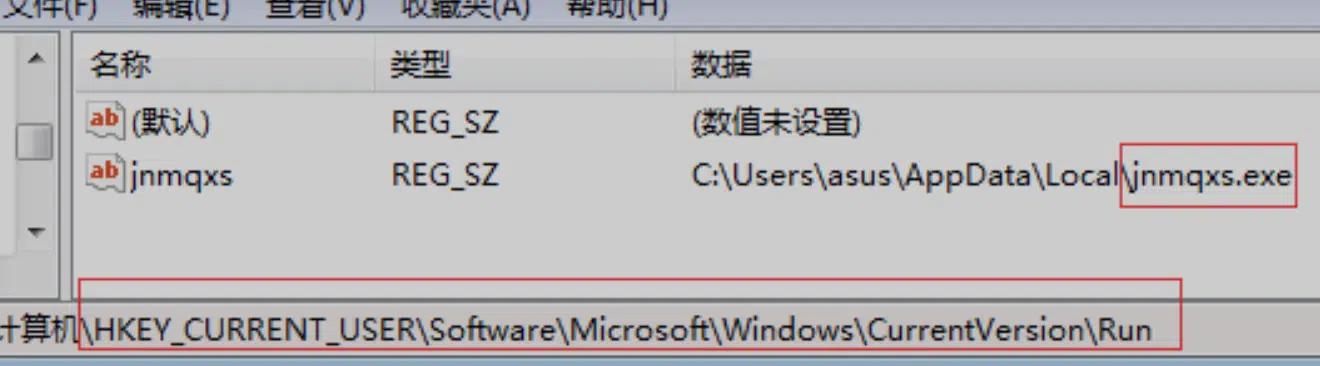 文件(F) 编辑(E) 查看(V) 收藏夹(A) 帮助(H)
名称 类型 数据
ab (默认) REG_SZ (数值未设置)
ab jnmqxs REG_SZ C:\Users\asus\AppData\Local\jnmqxs.exe
计算机\HKEY_CURRENT_USER\Software\Microsoft\Windows\CurrentVersion\Run